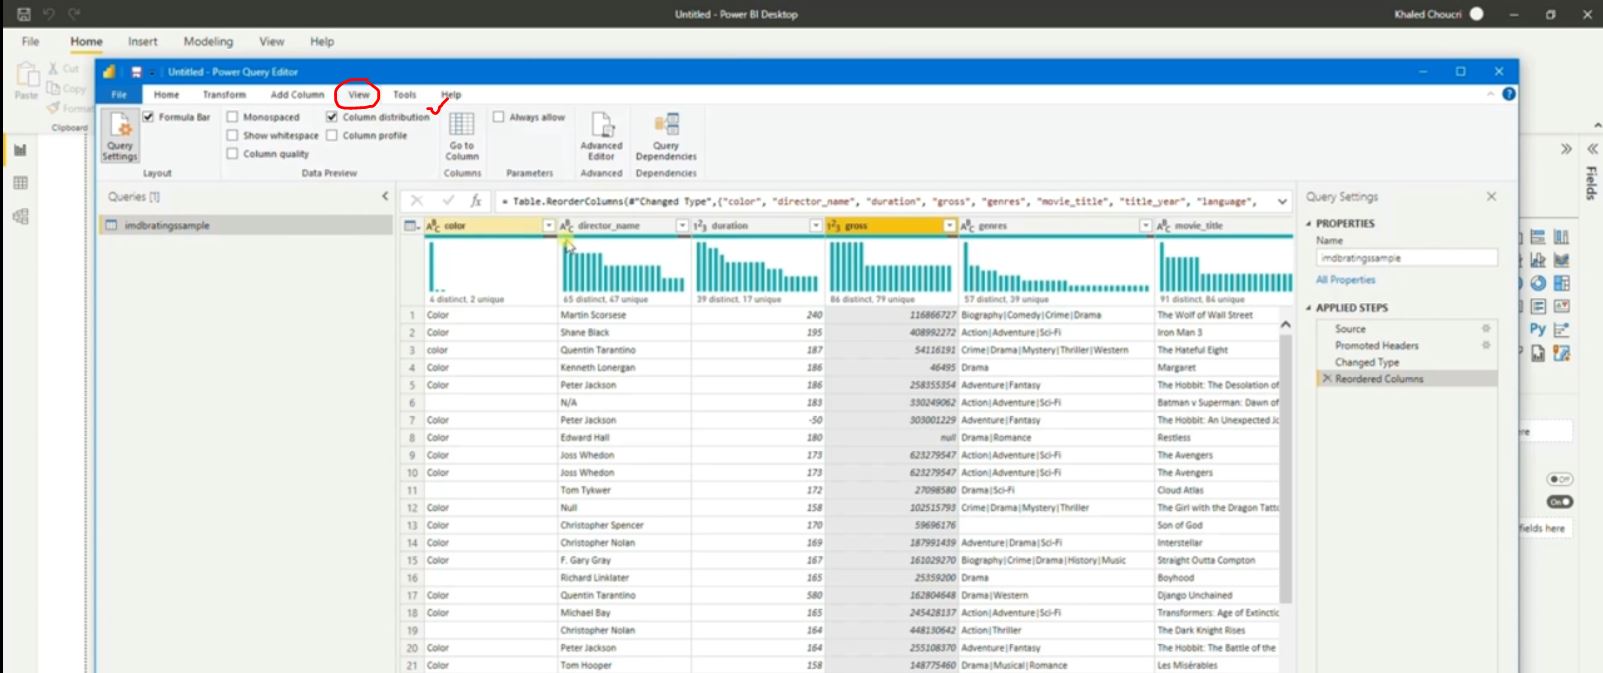 Untitled - Power BI Desktop
Khaled Choucri
File Home Insert Modeling View Help
Paste
Cut
Copy
Format
Clipboard
Untitled - Power Query Editor
File Home Transform Add Column View Tools Help
Query Settings
Formula Bar
Layout
Monospaced
Show whitespace
Column quality
Column distribution
Column profile
Data Preview
Go to Column
Columns
Always allow
Parameters
Advanced Editor
Advanced
Query Dependencies
Dependencies
Queries [1]
imdbratingssample
fx = Table.ReorderColumns(#"Changed Type",{"color", "director_name", "duration", "gross", "genres", "movie_title", "title_year", "language",
color director_name duration gross genres movie_title
4 distinct, 2 unique 65 distinct, 47 unique 39 distinct, 17 unique 86 distinct, 79 unique 57 distinct, 39 unique 91 distinct, 84 unique
1 Color Martin Scorsese 240 116866727 Biography|Comedy|Crime|Drama The Wolf of Wall Street
2 Color Shane Black 195 408992272 Action|Adventure|Sci-Fi Iron Man 3
3 color Quentin Tarantino 187 54116191 Crime|Drama|Mystery|Thriller|Western The Hateful Eight
4 Color Kenneth Lonergan 186 46495 Drama Margaret
5 Color Peter Jackson 186 258355354 Adventure|Fantasy The Hobbit: The Desolation of
6 N/A 183 330249062 Action|Adventure|Sci-Fi Batman v Superman: Dawn of
7 Color Peter Jackson -50 303001229 Adventure|Fantasy The Hobbit: An Unexpected Jo
8 Color Edward Hall 180 null Drama|Romance Restless
9 Color Joss Whedon 173 623279547 Action|Adventure|Sci-Fi The Avengers
10 Color Joss Whedon 173 623279547 Action|Adventure|Sci-Fi The Avengers
11 Tom Tykwer 172 27098580 Drama|Sci-Fi Cloud Atlas
12 Color Null 158 102515793 Crime|Drama|Mystery|Thriller The Girl with the Dragon Tatto
13 Color Christopher Spencer 170 59696176 Son of God
14 Color Christopher Nolan 169 187991439 Adventure|Drama|Sci-Fi Interstellar
15 Color F. Gary Gray 167 161029270 Biography|Crime|Drama|History|Music Straight Outta Compton
16 Richard Linklater 165 25359200 Drama Boyhood
17 Color Quentin Tarantino 580 162804648 Drama|Western Django Unchained
18 Color Michael Bay 165 245428137 Action|Adventure|Sci-Fi Transformers: Age of Extinctio
19 Christopher Nolan 164 448130642 Action|Thriller The Dark Knight Rises
20 Color Peter Jackson 164 255108370 Adventure|Fantasy The Hobbit: The Battle of the
21 Color Tom Hooper 158 148775460 Drama|Musical|Romance Les Misérables
Query Settings
PROPERTIES
Name
imdbratingssample
All Properties
APPLIED STEPS
Source
Promoted Headers
Changed Type
Reordered Columns
Fields
Py
ere
Off
On
fields here